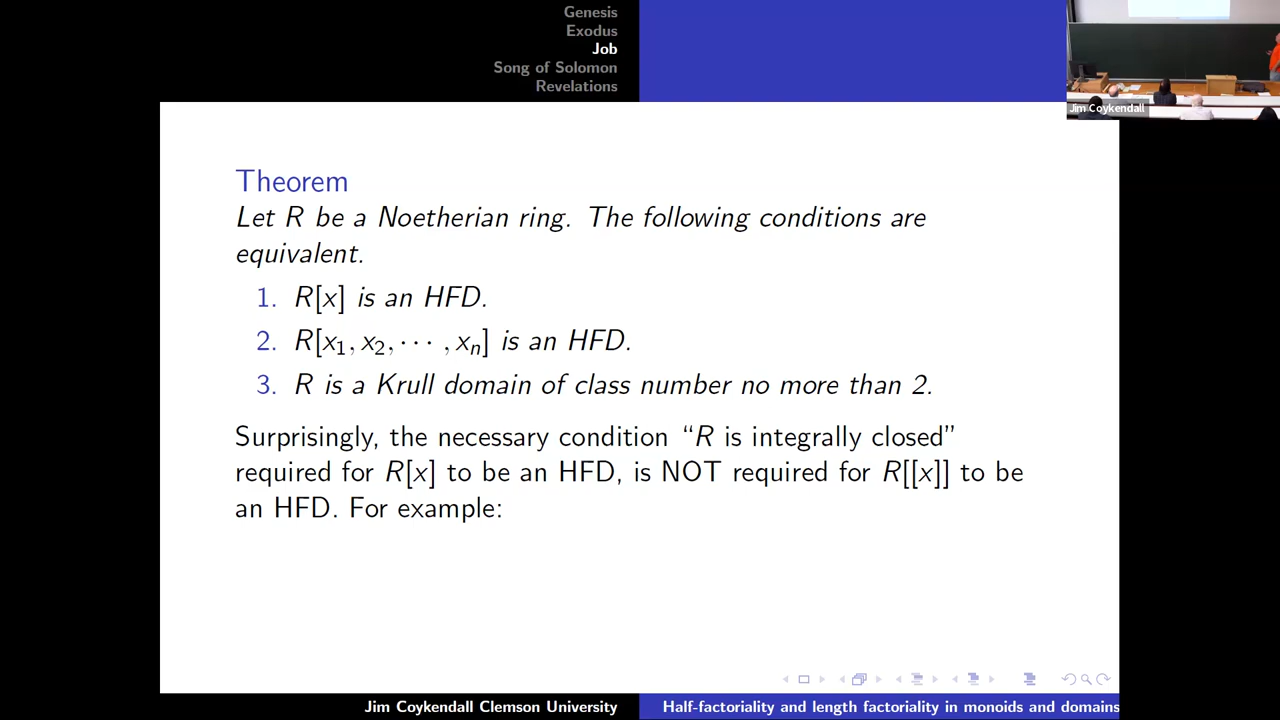 Genesis
Exodus
Job
Song of Solomon
Revelations
Jim Coykendall
Theorem
Let R be a Noetherian ring. The following conditions are
equivalent.
1. R[x] is an HFD.
2. R[x₁, x₂, ⋯ , xₙ] is an HFD.
3. R is a Krull domain of class number no more than 2.
Surprisingly, the necessary condition “R is integrally closed”
required for R[x] to be an HFD, is NOT required for R[[x]] to be
an HFD. For example:
Jim Coykendall Clemson University
Half-factoriality and length factoriality in monoids and domains